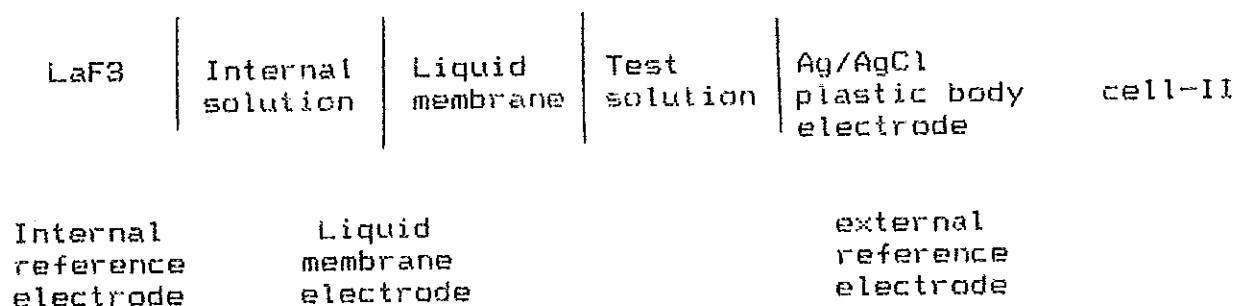 LaF3 Internal solution Liquid membrane Test solution Ag/AgCl plastic body electrode cell-II
Internal reference electrode Liquid membrane electrode external reference electrode